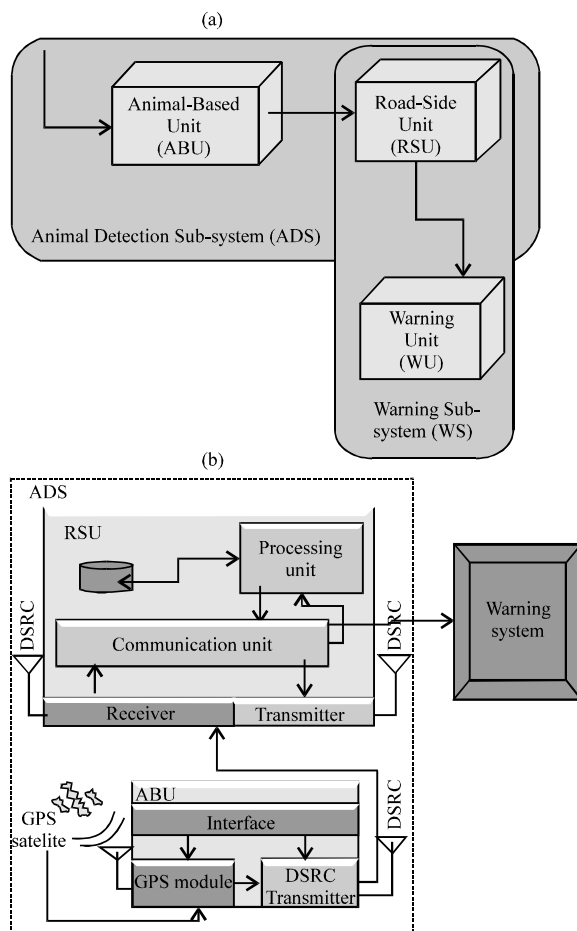 (a)
Animal-Based
Unit
(ABU)
Road-Side
Unit
(RSU)
Animal Detection Sub-system (ADS)
Warning
Unit
(WU)
Warning Sub-
system (WS)
(b)
ADS
RSU
Processing
unit
Communication unit
DSRC
DSRC
Warning
system
Receiver
Transmitter
ABU
Interface
GPS
satelite
DSRC
GPS module
DSRC
Transmitter